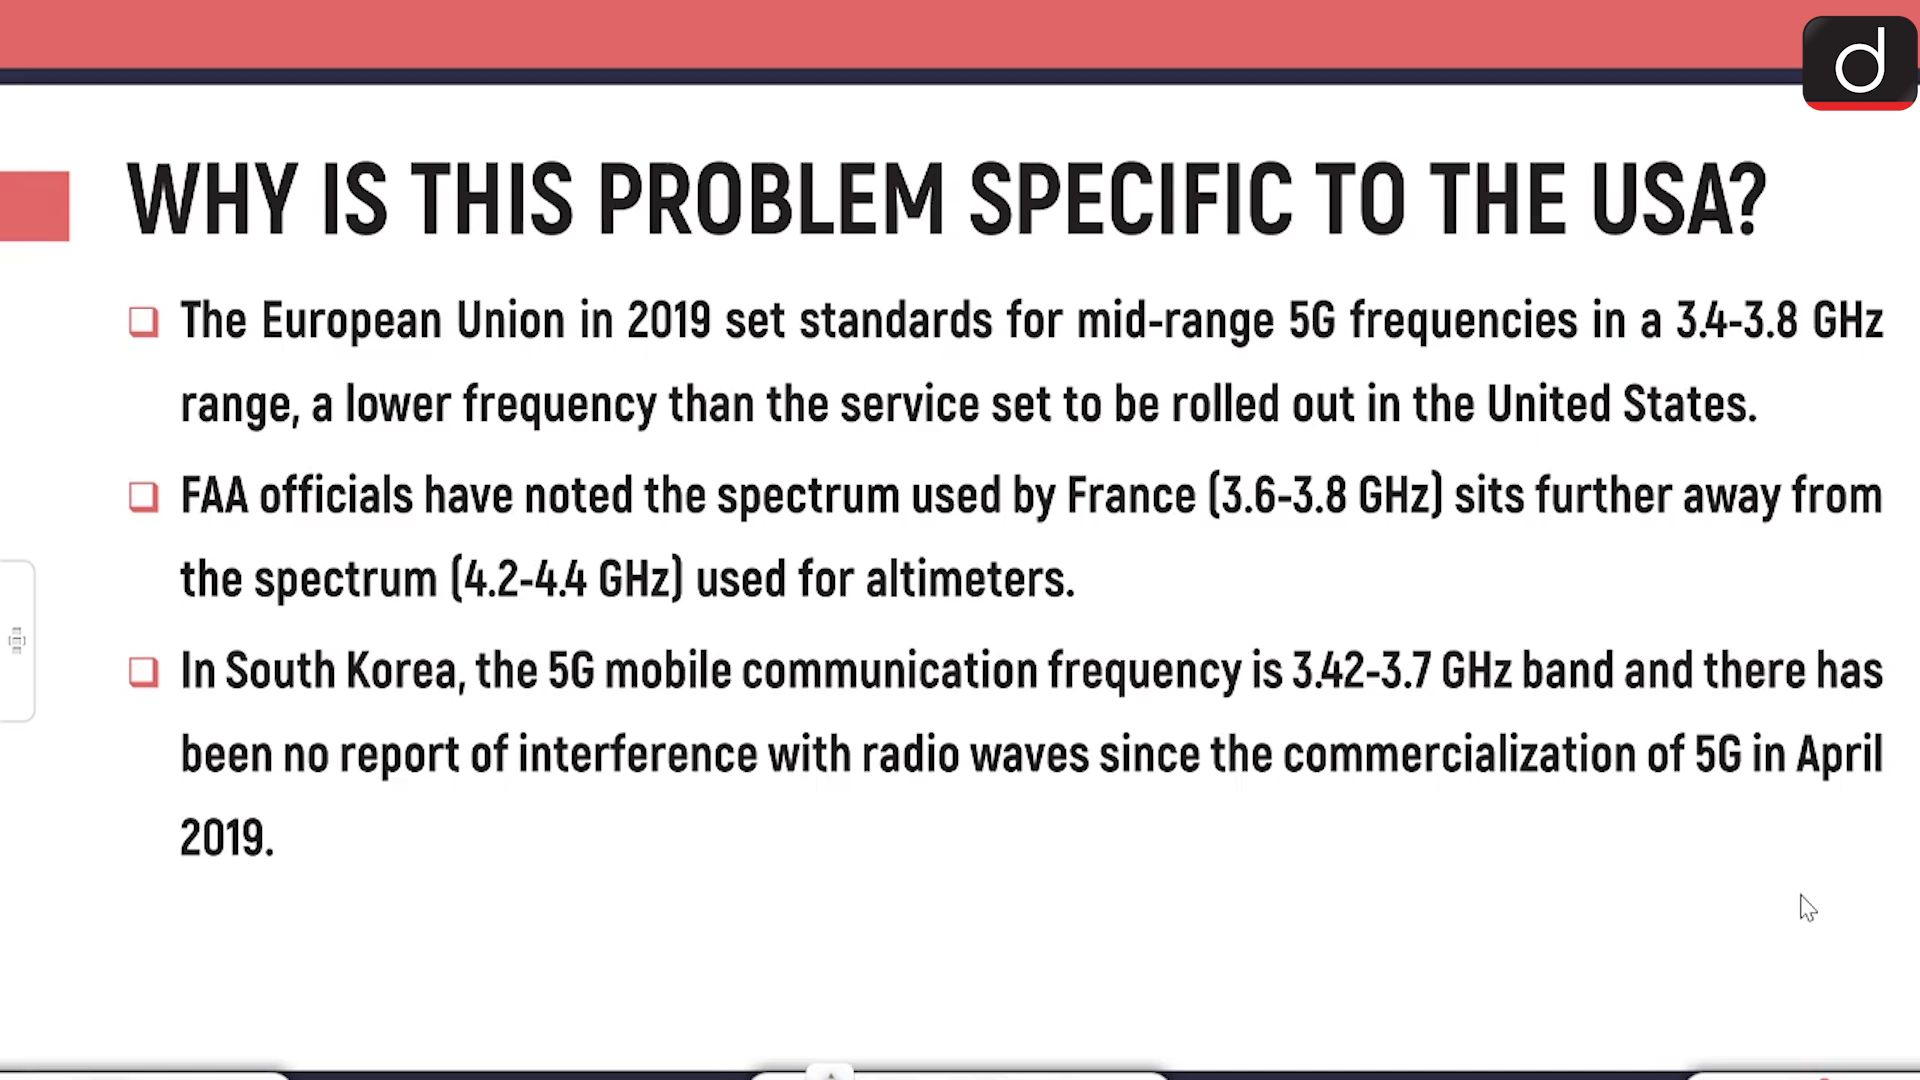 d
WHY IS THIS PROBLEM SPECIFIC TO THE USA?
The European Union in 2019 set standards for mid-range 5G frequencies in a 3.4-3.8 GHz
range, a lower frequency than the service set to be rolled out in the United States.
FAA officials have noted the spectrum used by France (3.6-3.8 GHz) sits further away from
the spectrum (4.2-4.4 GHz) used for altimeters.
In South Korea, the 5G mobile communication frequency is 3.42-3.7 GHz band and there has
been no report of interference with radio waves since the commercialization of 5G in April
2019.